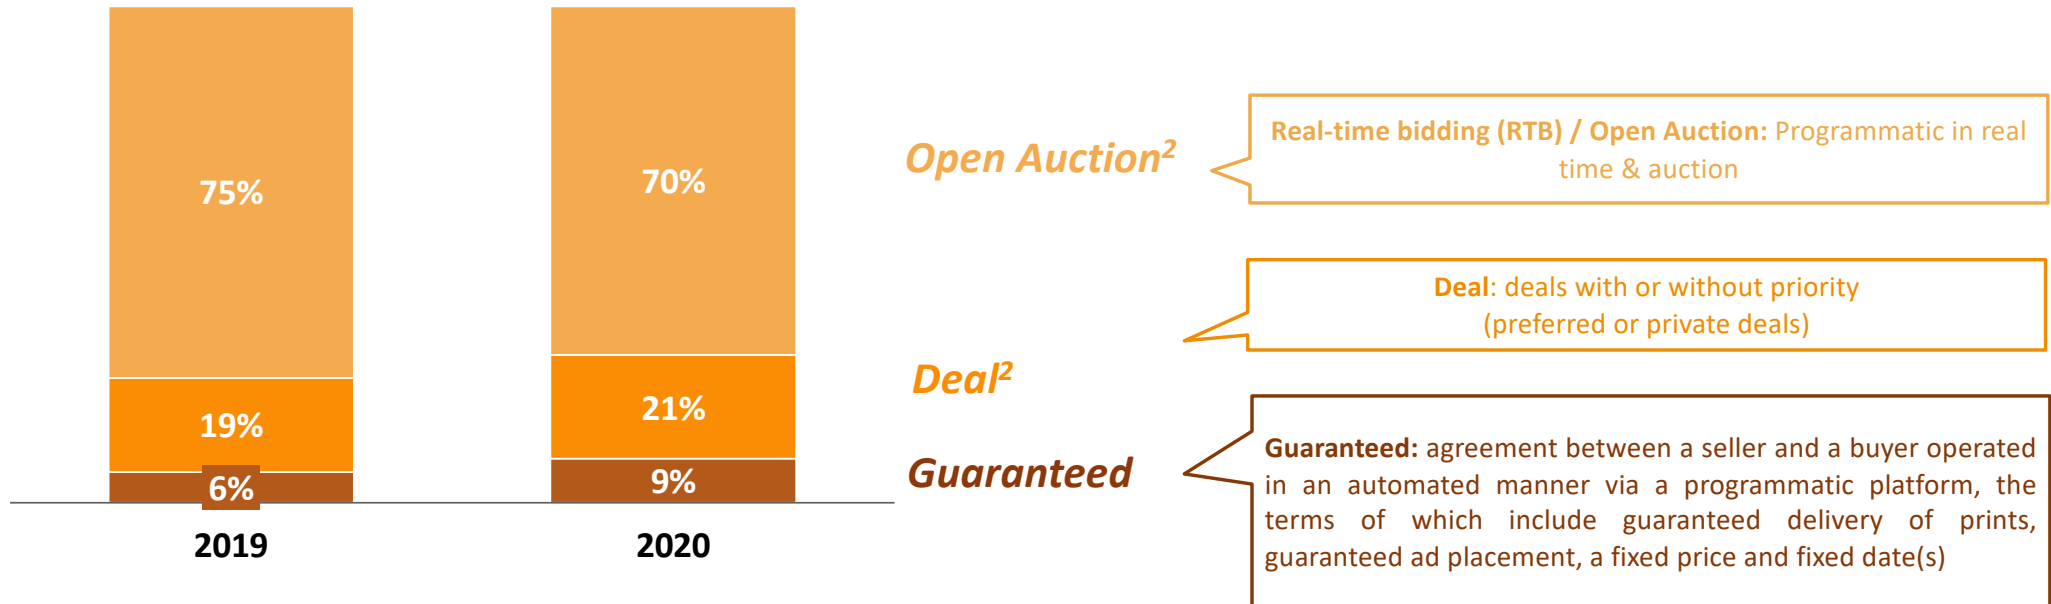 75%
19%
6%
2019
70%
21%
9%
2020
Open Auction²
Deal²
Guaranteed
Real-time bidding (RTB) / Open Auction: Programmatic in real
time & auction
Deal: deals with or without priority
(preferred or private deals)
Guaranteed: agreement between a seller and a buyer operated
in an automated manner via a programmatic platform, the
terms of which include guaranteed delivery of prints,
guaranteed ad placement, a fixed price and fixed date(s)